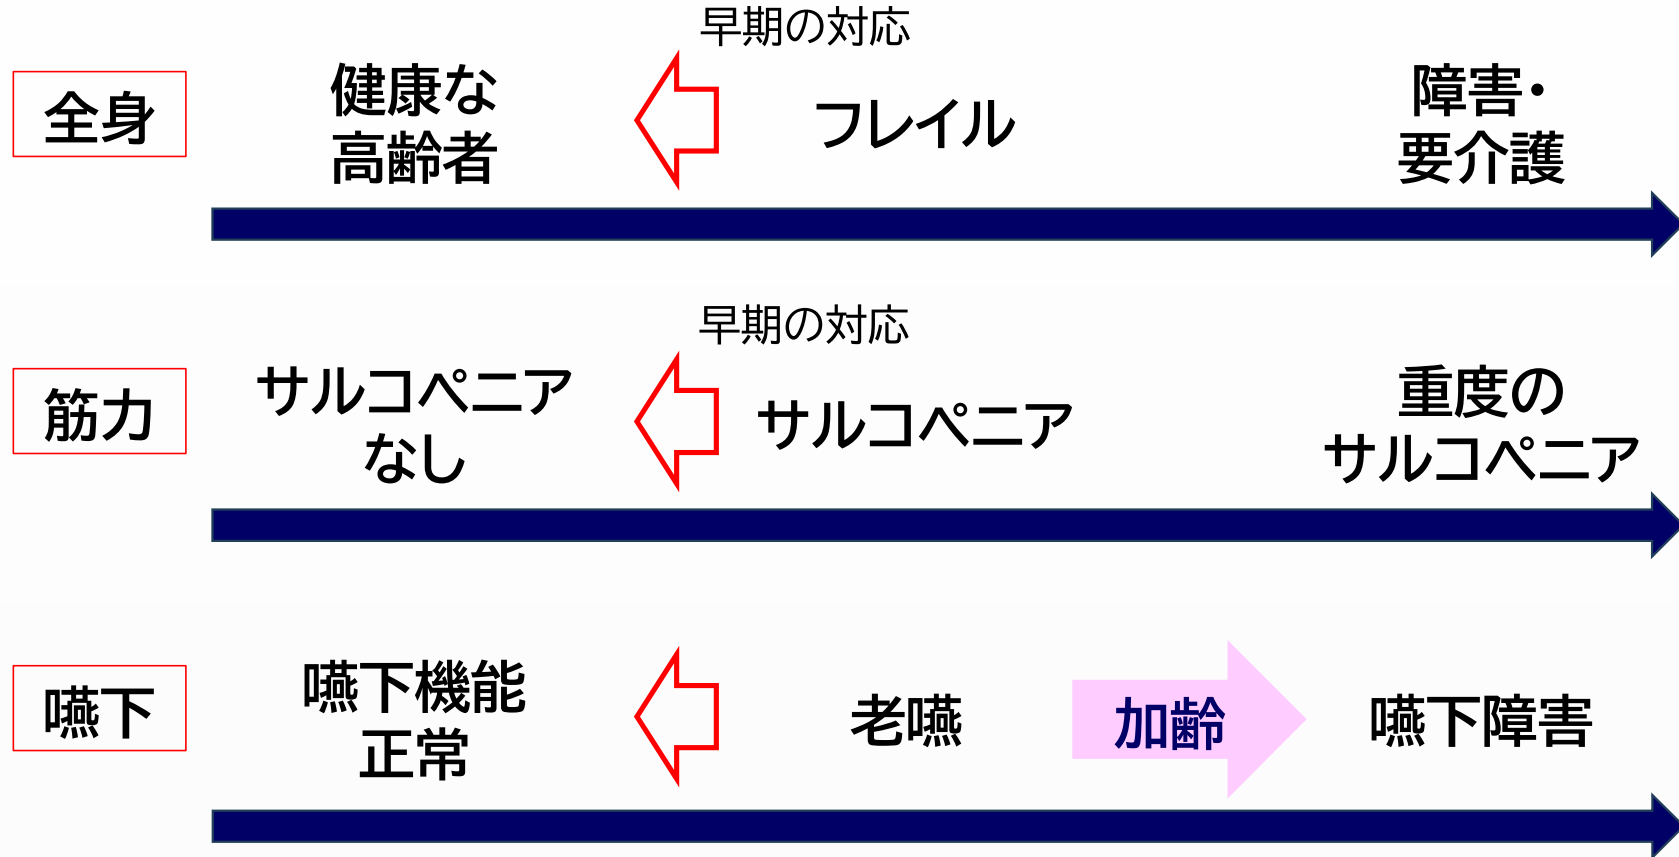 早期の対応
全身
健康な
高齢者
フレイル
障害・
要介護
早期の対応
筋力
サルコペニア
なし
サルコペニア
重度の
サルコペニア
嚥下
嚥下機能
正常
老嚥
加齢
嚥下障害